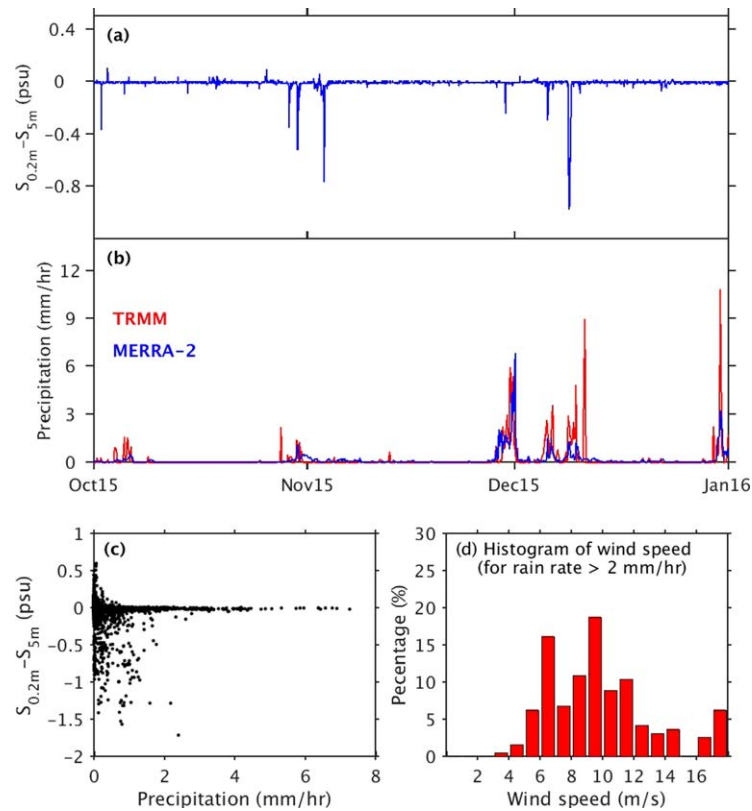 (a)
0.4
0
-0.4
-0.8
S0.2m-S5m (psu)
(b)
12
9
6
3
0
Precipitation (mm/hr)
TRMM
MERRA-2
Oct15 Nov15 Dec15 Jan16
(c)
1
0.5
0
-0.5
-1
-1.5
-2
S0.2m-S5m (psu)
0 2 4 6 8
Precipitation (mm/hr)
(d) Histogram of wind speed
(for rain rate > 2 mm/hr)
30
25
20
15
10
5
0
Pecentage (%)
2 4 6 8 10 12 14 16
Wind speed (m/s)